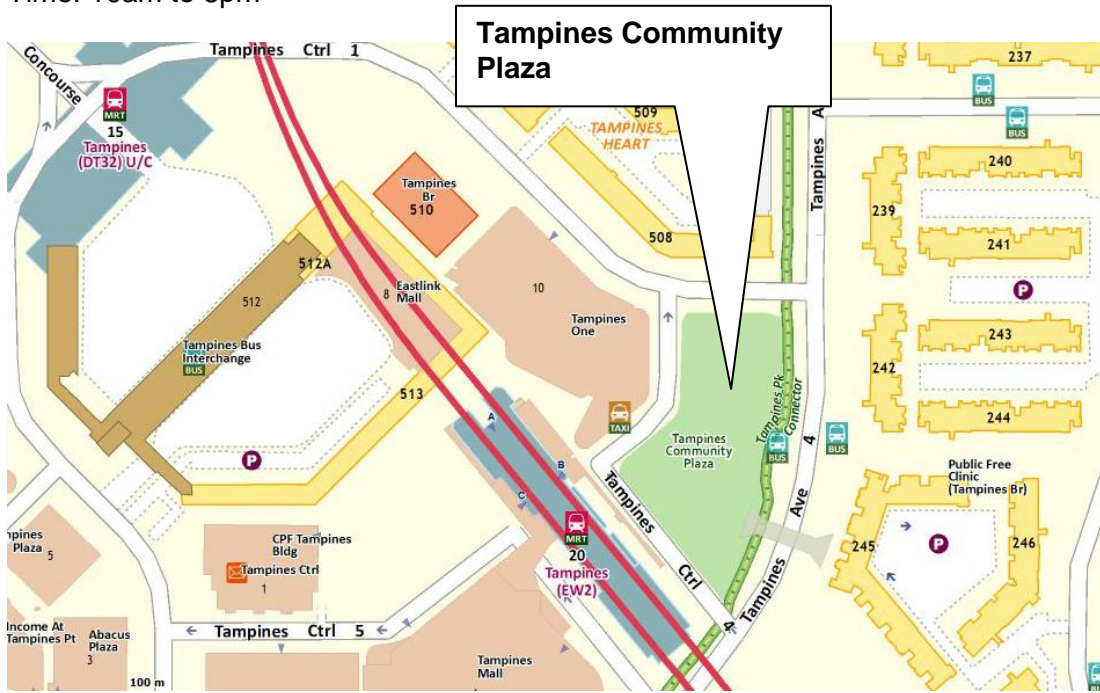 Tampines Community
Plaza
Tampines Ctrl 1
Concourse
MRT
15
Tampines
(DT32) U/C
509
TAMPINES
HEART
237
BUS
BUS
Tampines A
240
239
241
Tampines
Br
510
508
512A
512
8
Eastlink
Mall
10
Tampines
One
P
Tampines Bus
Interchange
BUS
513
243
242
244
TAXI
Tampines
Community
Plaza
Tampines Pk
Connector
BUS
BUS
A
B
C
P
Tampines Ctrl 4
Tampines Ave 4
Public Free
Clinic
(Tampines Br)
245
P
246
mpines
Plaza
5
CPF Tampines
Bldg
Tampines Ctrl
1
MRT
20
Tampines
(EW2)
Income At
Tampines Pt
Abacus
Plaza
3
Tampines Ctrl 5
Tampines
Mall
100 m
BUS